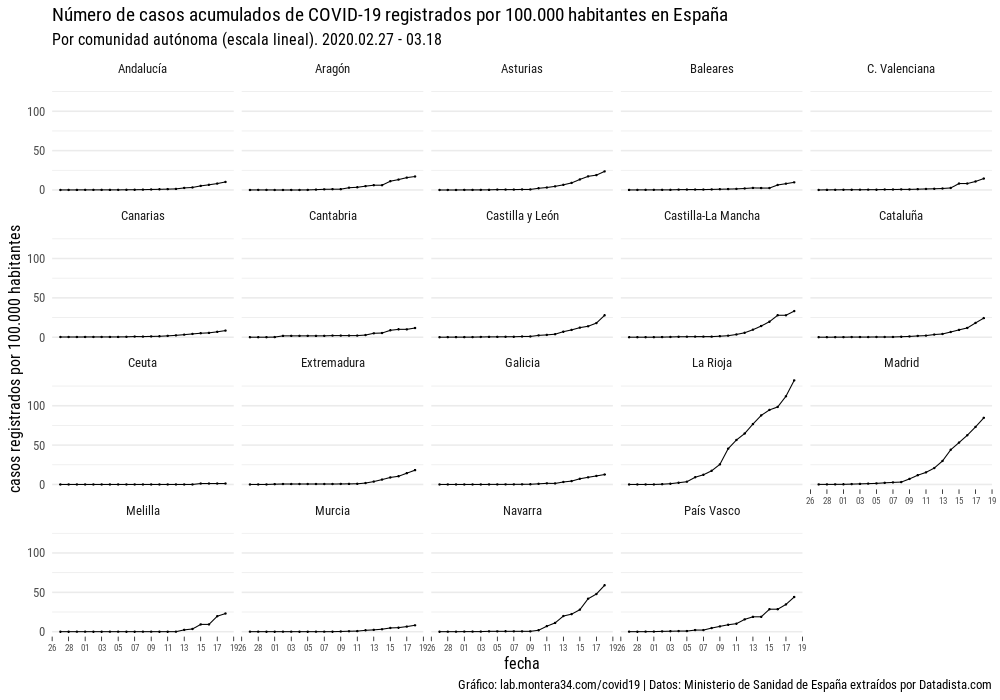 Número de casos acumulados de COVID-19 registrados por 100.000 habitantes en España
Por comunidad autónoma (escala lineal). 2020.02.27 - 03.18
Andalucía Aragón Asturias Baleares C. Valenciana
100
50
0
Canarias Cantabria Castilla y León Castilla-La Mancha Cataluña
100
50
0
Ceuta Extremadura Galicia La Rioja Madrid
100
50
0
26 28 01 03 05 07 09 11 13 15 17 19
Melilla Murcia Navarra País Vasco
100
50
0
26 28 01 03 05 07 09 11 13 15 17 19 26 28 01 03 05 07 09 11 13 15 17 19 26 28 01 03 05 07 09 11 13 15 17 19 26 28 01 03 05 07 09 11 13 15 17 19
casos registrados por 100.000 habitantes
fecha
Gráfico: lab.montera34.com/covid19 | Datos: Ministerio de Sanidad de España extraídos por Datadista.com